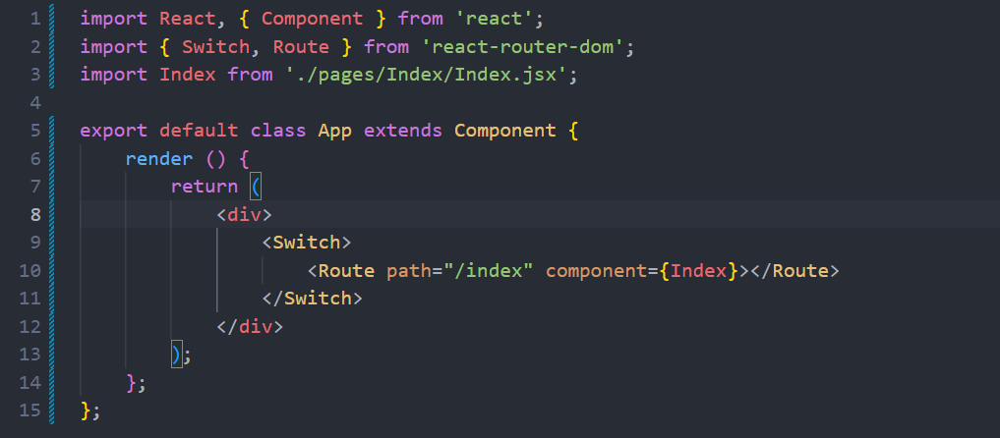 1 import React, { Component } from 'react';
2 import { Switch, Route } from 'react-router-dom';
3 import Index from './pages/Index/Index.jsx';
4
5 export default class App extends Component {
6     render () {
7         return (
8             <div>
9                 <Switch>
10                     <Route path="/index" component={Index}></Route>
11                 </Switch>
12             </div>
13         );
14     };
15 };